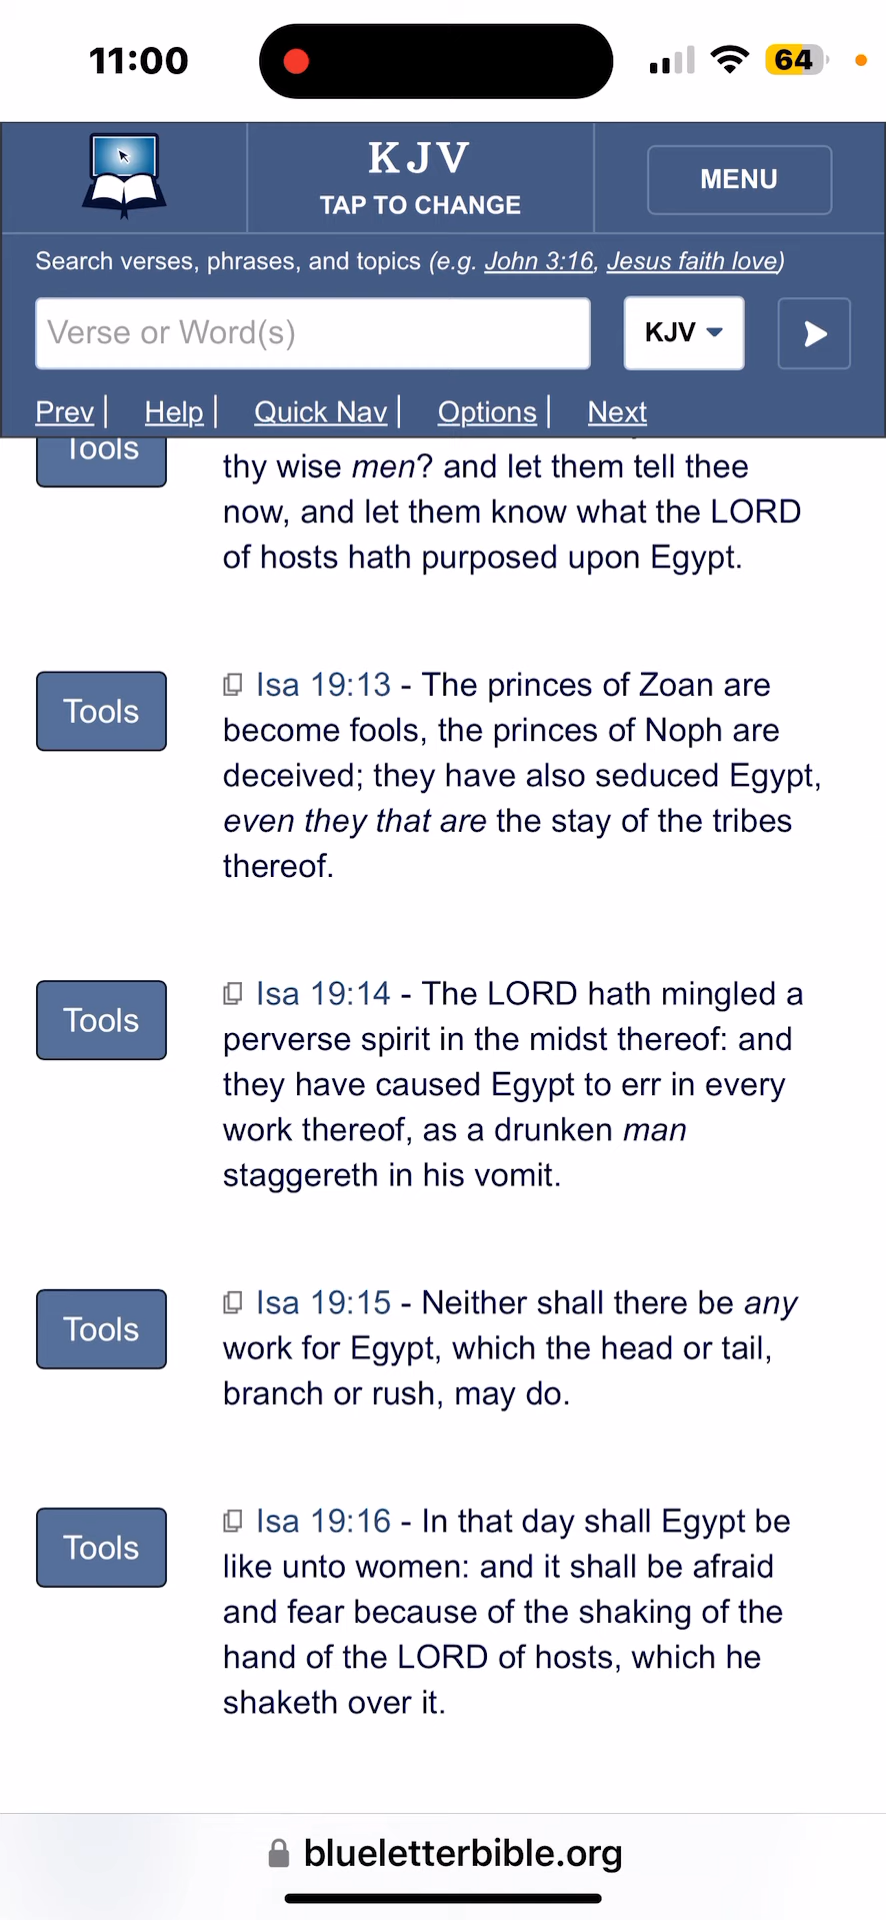 11:00
64
KJV
TAP TO CHANGE
MENU
Search verses, phrases, and topics (e.g. John 3:16, Jesus faith love)
Verse or Word(s)
KJV
Prev | Help | Quick Nav | Options | Next
Tools
thy wise men? and let them tell thee
now, and let them know what the LORD
of hosts hath purposed upon Egypt.
Tools
Isa 19:13 - The princes of Zoan are
become fools, the princes of Noph are
deceived; they have also seduced Egypt,
even they that are the stay of the tribes
thereof.
Tools
Isa 19:14 - The LORD hath mingled a
perverse spirit in the midst thereof: and
they have caused Egypt to err in every
work thereof, as a drunken man
staggereth in his vomit.
Tools
Isa 19:15 - Neither shall there be any
work for Egypt, which the head or tail,
branch or rush, may do.
Tools
Isa 19:16 - In that day shall Egypt be
like unto women: and it shall be afraid
and fear because of the shaking of the
hand of the LORD of hosts, which he
shaketh over it.
blueletterbible.org